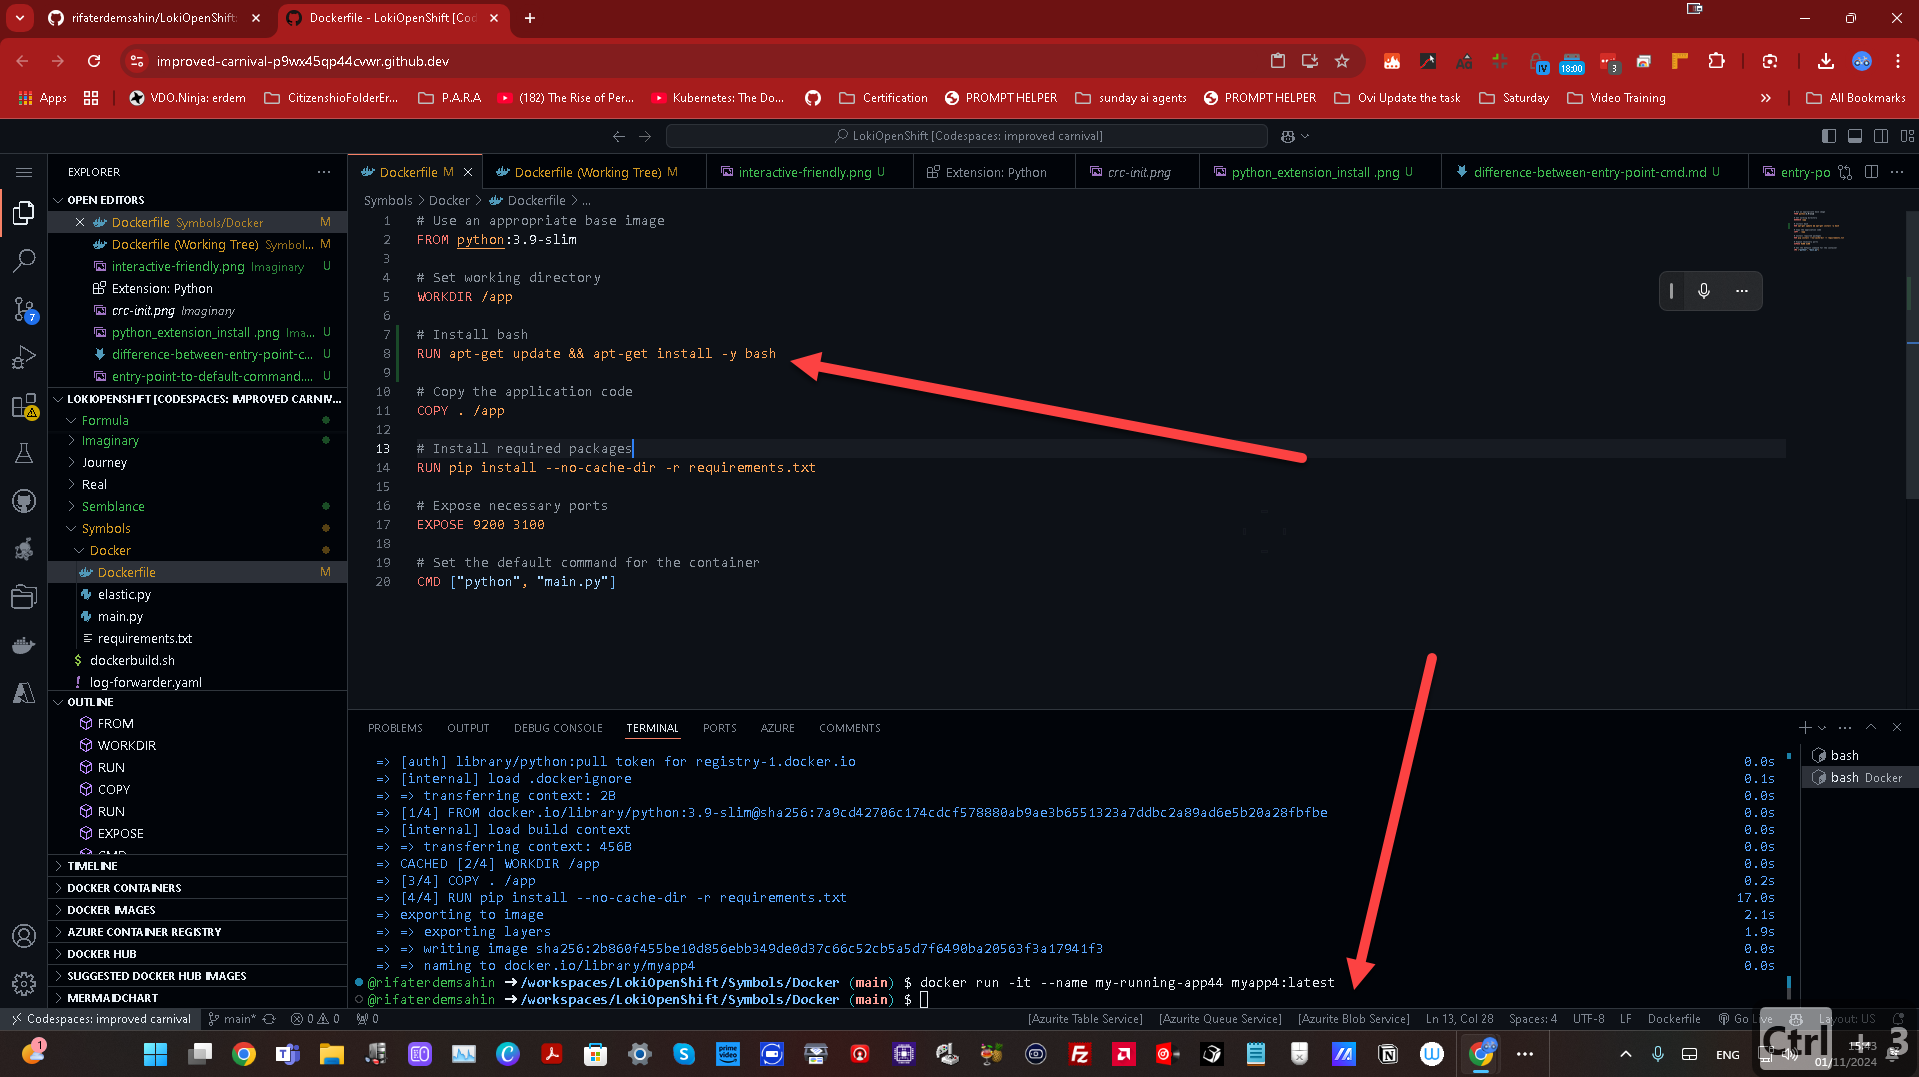 rifaterdemsahin/LokiOpenShift:
Dockerfile - LokiOpenShift [Cod
improved-carnival-p9wx45qp44cvwr.github.dev
IV
18:00
3
Apps
VDO.Ninja: erdem
CitizenshioFolderEr...
P.A.R.A
(182) The Rise of Per...
Kubernetes: The Do...
Certification
PROMPT HELPER
sunday ai agents
PROMPT HELPER
Ovi Update the task
Saturday
Video Training
All Bookmarks
LokiOpenShift [Codespaces: improved carnival]
EXPLORER
OPEN EDITORS
Dockerfile Symbols/Docker M
Dockerfile (Working Tree) Symbol... M
interactive-friendly.png Imaginary U
Extension: Python
crc-init.png Imaginary
python_extension_install .png Ima... U
difference-between-entry-point-c... U
entry-point-to-default-command.... U
LOKIOPENSHIFT [CODESPACES: IMPROVED CARNIV...
Formula
Imaginary
Journey
Real
Semblance
Symbols
Docker
Dockerfile M
elastic.py
main.py
requirements.txt
$ dockerbuild.sh
! log-forwarder.yaml
OUTLINE
FROM
WORKDIR
RUN
COPY
RUN
EXPOSE
CMD
TIMELINE
DOCKER CONTAINERS
DOCKER IMAGES
AZURE CONTAINER REGISTRY
DOCKER HUB
SUGGESTED DOCKER HUB IMAGES
MERMAIDCHART
7
Dockerfile M
Dockerfile (Working Tree) M
interactive-friendly.png U
Extension: Python
crc-init.png
python_extension_install .png U
difference-between-entry-point-cmd.md U
entry-po
Symbols > Docker > Dockerfile > ...
1 # Use an appropriate base image
2 FROM python:3.9-slim
3
4 # Set working directory
5 WORKDIR /app
6
7 # Install bash
8 RUN apt-get update && apt-get install -y bash
9
10 # Copy the application code
11 COPY . /app
12
13 # Install required packages
14 RUN pip install --no-cache-dir -r requirements.txt
15
16 # Expose necessary ports
17 EXPOSE 9200 3100
18
19 # Set the default command for the container
20 CMD ["python", "main.py"]
PROBLEMS OUTPUT DEBUG CONSOLE TERMINAL PORTS AZURE COMMENTS
=> [auth] library/python:pull token for registry-1.docker.io 0.0s
=> [internal] load .dockerignore 0.1s
=> => transferring context: 2B 0.0s
=> [1/4] FROM docker.io/library/python:3.9-slim@sha256:7a9cd42706c174cdcf578880ab9ae3b6551323a7ddbc2a89ad6e5b20a28fbfbe 0.0s
=> [internal] load build context 0.0s
=> => transferring context: 456B 0.0s
=> CACHED [2/4] WORKDIR /app 0.0s
=> [3/4] COPY . /app 0.2s
=> [4/4] RUN pip install --no-cache-dir -r requirements.txt 17.0s
=> exporting to image 2.1s
=> => exporting layers 1.9s
=> => writing image sha256:2b860f455be10d856ebb349de0d37c66c52cb5a5d7f6490ba20563f3a17941f3 0.0s
=> => naming to docker.io/library/myapp4 0.0s
@rifaterdemsahin ➜ /workspaces/LokiOpenShift/Symbols/Docker (main) $ docker run -it --name my-running-app44 myapp4:latest
@rifaterdemsahin ➜ /workspaces/LokiOpenShift/Symbols/Docker (main) $
bash
bash Docker
Codespaces: improved carnival
main*
0 0
0
[Azurite Table Service]
[Azurite Queue Service]
[Azurite Blob Service]
Ln 13, Col 28
Spaces: 4
UTF-8
LF
Dockerfile
Go Live
Layout: US
1
ENG
15:43
01/11/2024
Ctrl + 3